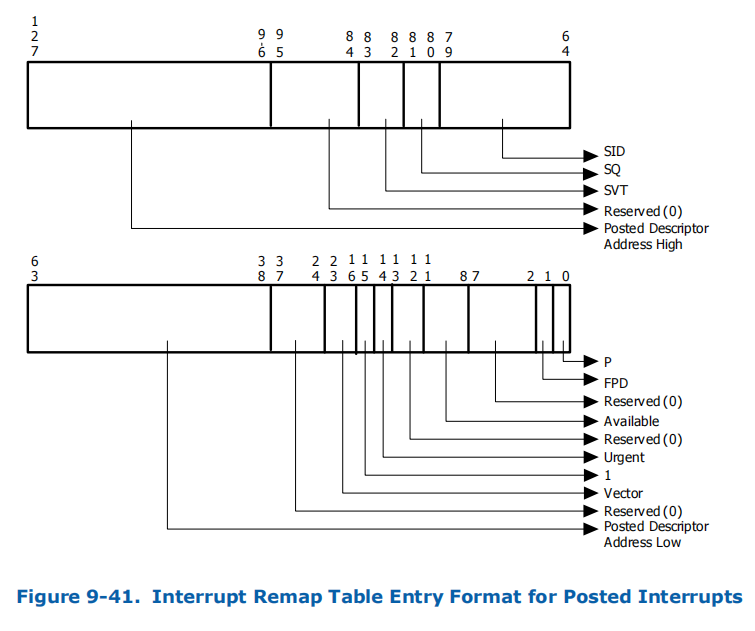 1
2
7
9
6
9
5
8
4
8
3
8
2
8
1
8
0
7
9
6
4
SID
SQ
SVT
Reserved (0)
Posted Descriptor
Address High
6
3
3
8
3
7
2
4
2
3
1
6
1
5
1
4
1
3
1
2
1
1
8
7
2
1
0
P
FPD
Reserved (0)
Available
Reserved (0)
Urgent
1
Vector
Reserved (0)
Posted Descriptor
Address Low
Figure 9-41. Interrupt Remap Table Entry Format for Posted Interrupts